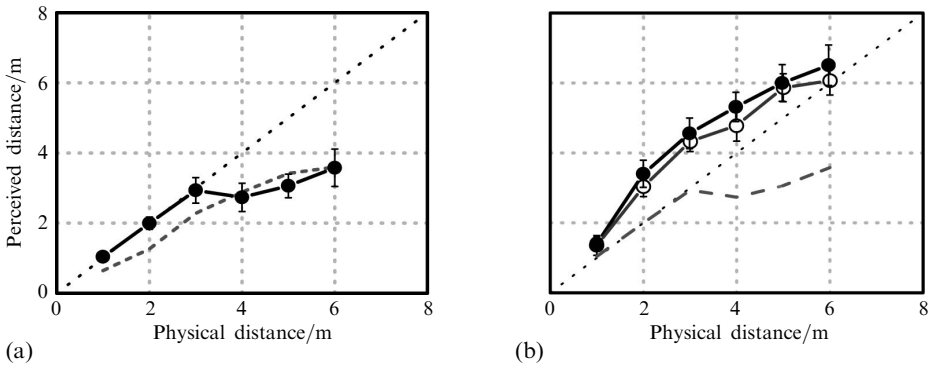 8
6
4
2
0
Perceived distance/m
0 2 4 6 8
Physical distance/m
(a)
0 2 4 6 8
Physical distance/m
(b)